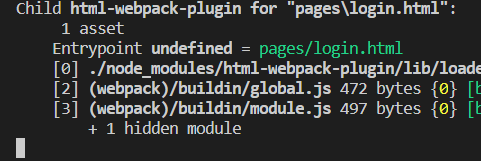 Child html-webpack-plugin for "pages\login.html":
1 asset
Entrypoint undefined = pages/login.html
[0] ./node_modules/html-webpack-plugin/lib/loade
[2] (webpack)/buildin/global.js 472 bytes {0} [b
[3] (webpack)/buildin/module.js 497 bytes {0} [b
+ 1 hidden module